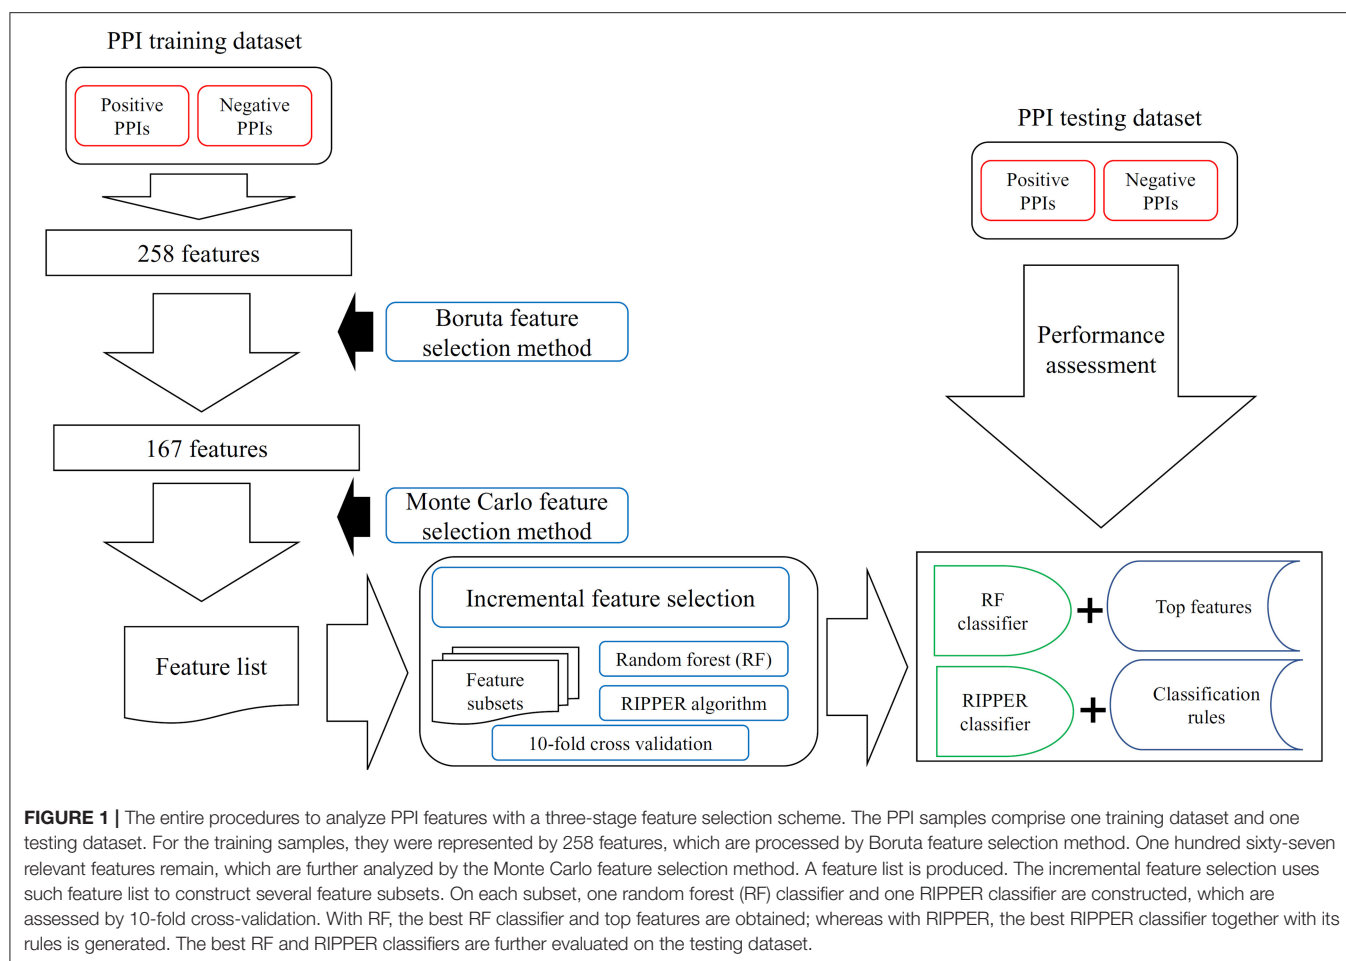 PPI training dataset
Positive
PPIs
Negative
PPIs
258 features
Boruta feature
selection method
167 features
Monte Carlo feature
selection method
Feature list
Incremental feature selection
Feature
subsets
Random forest (RF)
RIPPER algorithm
10-fold cross validation
PPI testing dataset
Positive
PPIs
Negative
PPIs
Performance
assessment
RF
classifier
+
Top features
RIPPER
classifier
+
Classification
rules
FIGURE 1 | The entire procedures to analyze PPI features with a three-stage feature selection scheme. The PPI samples comprise one training dataset and one
testing dataset. For the training samples, they were represented by 258 features, which are processed by Boruta feature selection method. One hundred sixty-seven
relevant features remain, which are further analyzed by the Monte Carlo feature selection method. A feature list is produced. The incremental feature selection uses
such feature list to construct several feature subsets. On each subset, one random forest (RF) classifier and one RIPPER classifier are constructed, which are
assessed by 10-fold cross-validation. With RF, the best RF classifier and top features are obtained; whereas with RIPPER, the best RIPPER classifier together with its
rules is generated. The best RF and RIPPER classifiers are further evaluated on the testing dataset.